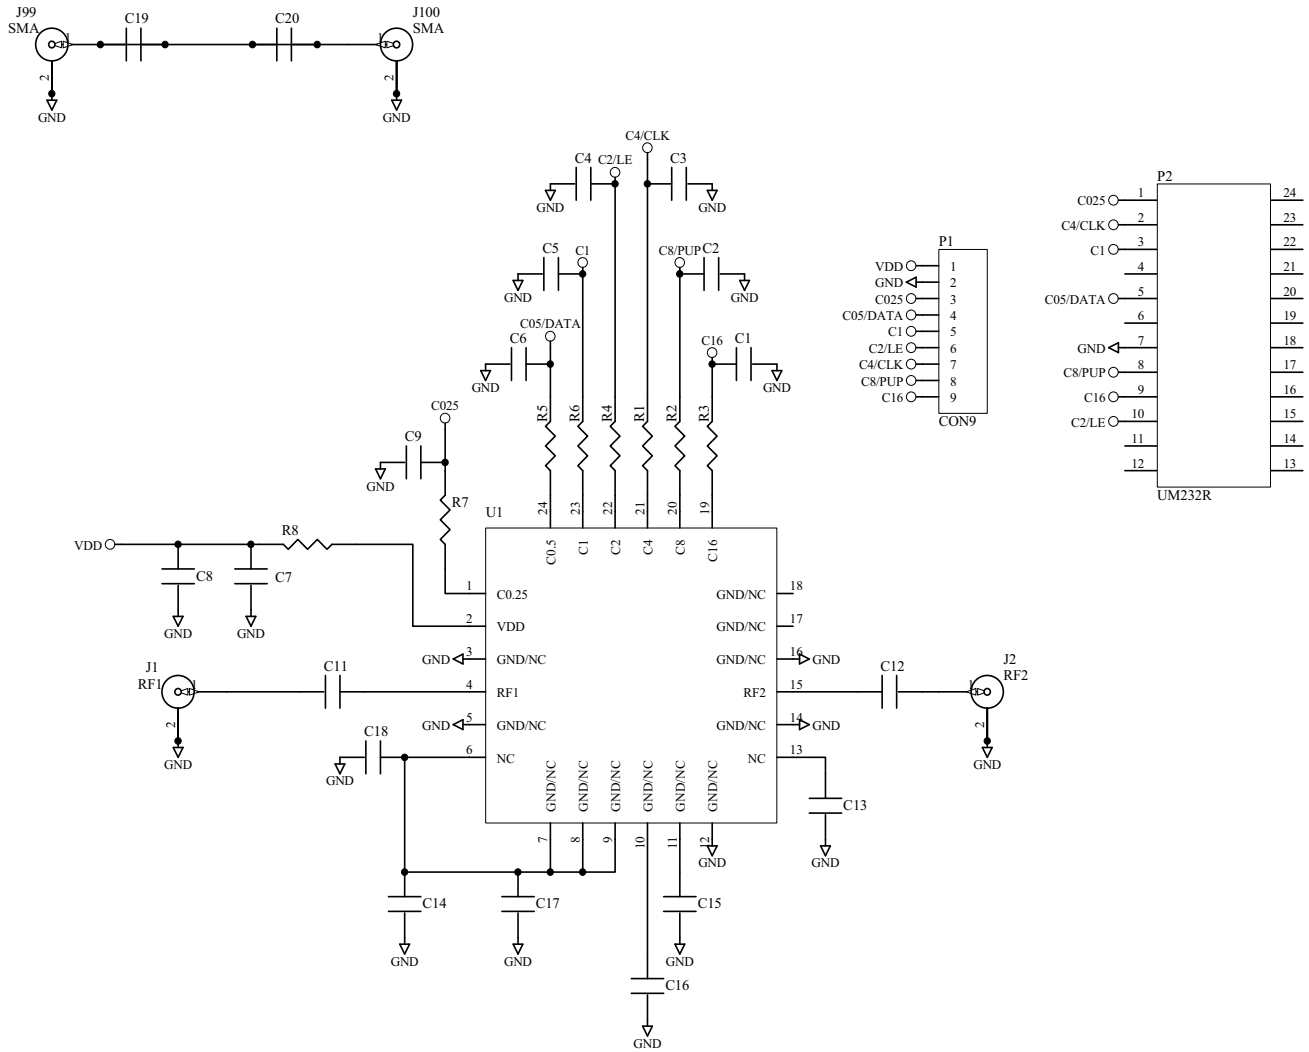 J99
SMA
1
2
GND
C19
C20
J100
SMA
1
2
GND
C4/CLK
C4
C2/LE
C3
GND
GND
C5
C1
C8/PUP
C2
GND
GND
C05/DATA
C6
C16
C1
GND
GND
C025
C9
GND
R5
R6
R4
R1
R2
R3
R7
P1
VDD 1
GND 2
C025 3
C05/DATA 4
C1 5
C2/LE 6
C4/CLK 7
C8/PUP 8
C16 9
CON9
P2
C025 1 24
C4/CLK 2 23
C1 3 22
4 21
C05/DATA 5 20
6 19
GND 7 18
C8/PUP 8 17
C16 9 16
C2/LE 10 15
11 14
12 13
UM232R
U1
24 23 22 21 20 19
C0.5 C1 C2 C4 C8 C16
VDD
R8
C8
C7
GND
GND
1 C0.25 GND/NC 18
2 VDD GND/NC 17
GND 3 GND/NC GND/NC 16 GND
J1
RF1
1
2
GND
C11
4 RF1 RF2 15
C12
J2
RF2
1
2
GND
GND 5 GND/NC GND/NC 14 GND
C18
GND
6 NC NC 13
C13
GND
GND/NC GND/NC GND/NC GND/NC GND/NC GND/NC
7 8 9 10 11 12
GND
C14
GND
C17
GND
C15
GND
C16
GND